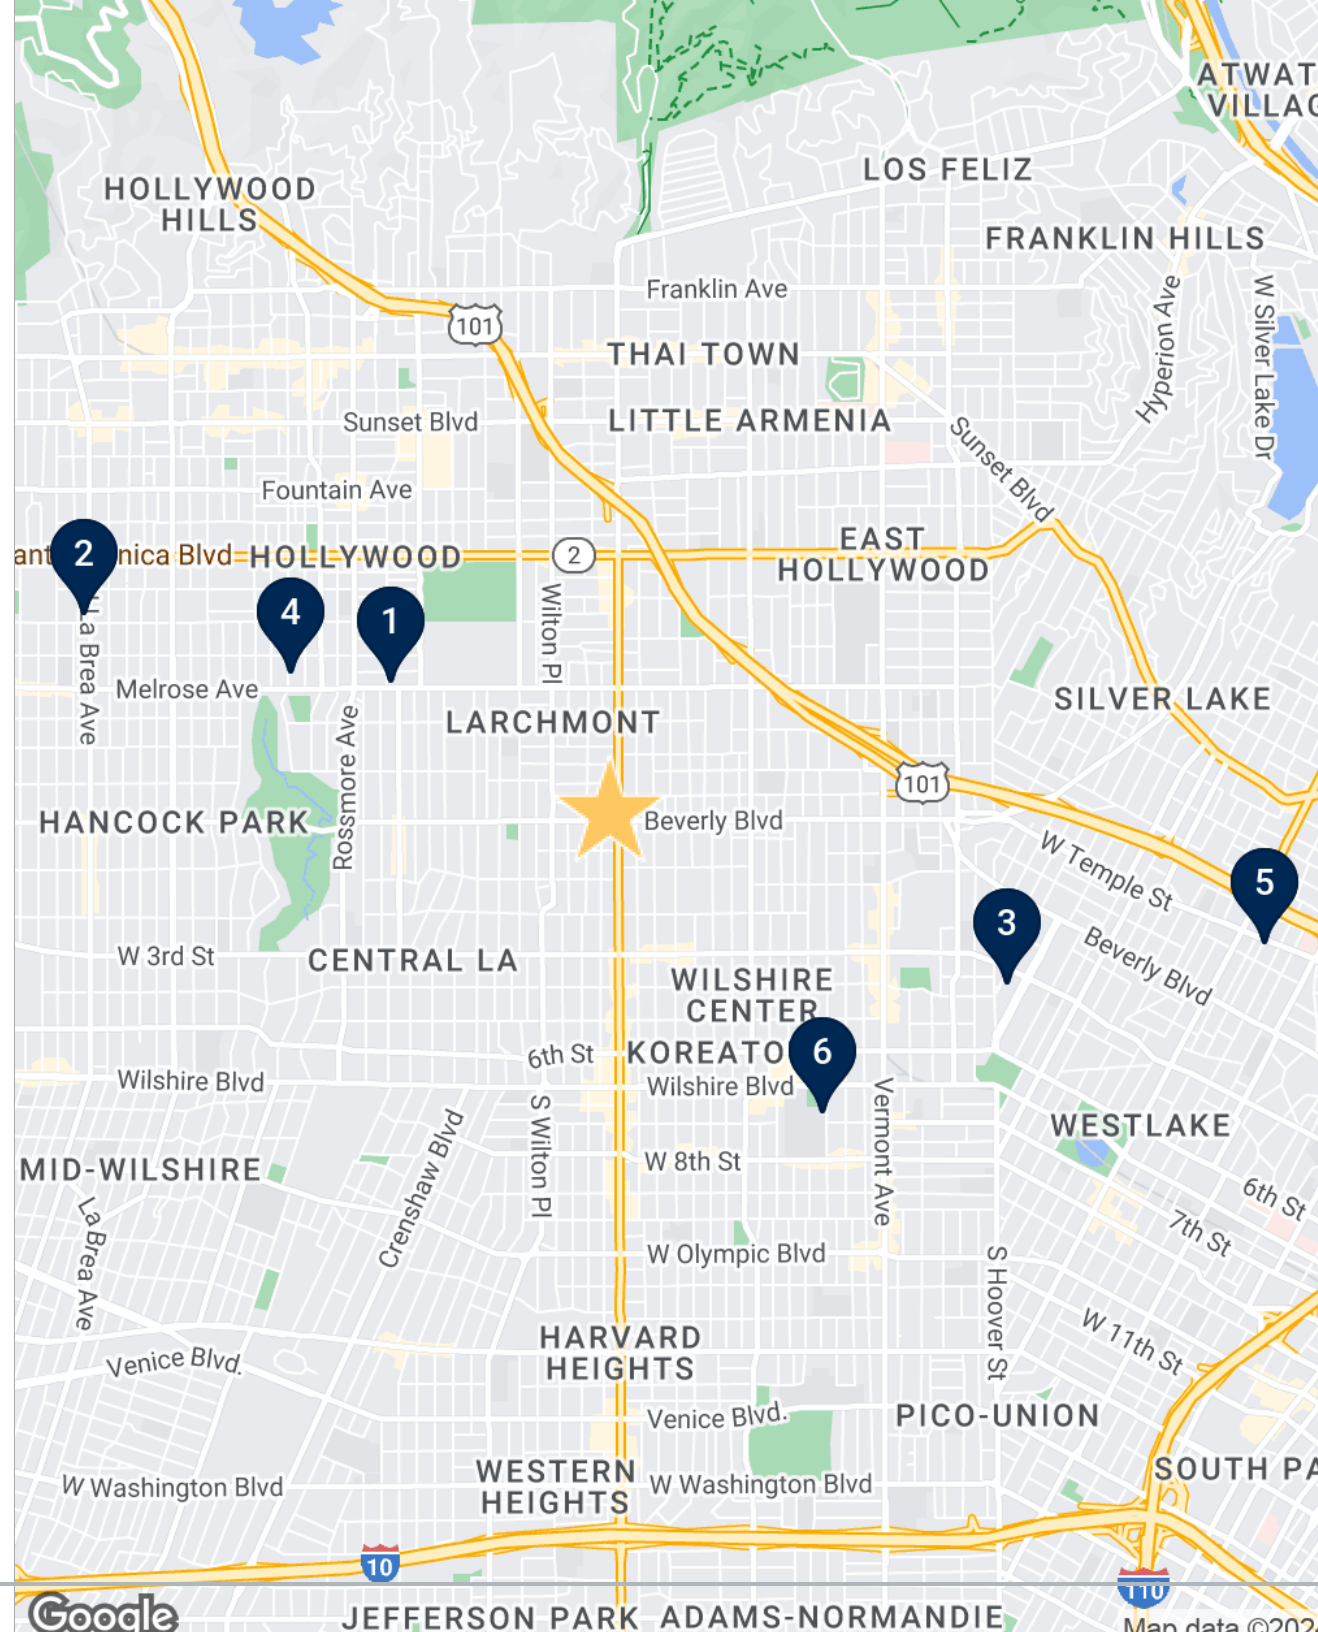 ATWAT
VILLAG
LOS FELIZ
HOLLYWOOD
HILLS
FRANKLIN HILLS
Franklin Ave
101
Hyperion Ave
W Silver Lake Dr
THAI TOWN
Sunset Blvd
LITTLE ARMENIA
Sunset Blvd
Fountain Ave
2
ant
nica Blvd
HOLLYWOOD
2
EAST
HOLLYWOOD
4
1
Wilton Pl
La Brea Ave
Melrose Ave
SILVER LAKE
LARCHMONT
Rossmore Ave
101
HANCOCK PARK
Beverly Blvd
W Temple St
5
3
W 3rd St
CENTRAL LA
Beverly Blvd
WILSHIRE
CENTER
6th St
KOREATO
6
Wilshire Blvd
Wilshire Blvd
Vermont Ave
S Wilton Pl
Crenshaw Blvd
WESTLAKE
MID-WILSHIRE
W 8th St
La Brea Ave
6th St
7th St
W Olympic Blvd
S Hoover St
HARVARD
HEIGHTS
W 11th St
Venice Blvd.
Venice Blvd.
PICO-UNION
WESTERN
HEIGHTS
W Washington Blvd
W Washington Blvd
SOUTH PA
10
110
Google
JEFFERSON PARK
ADAMS-NORMANDIE
Map data ©202